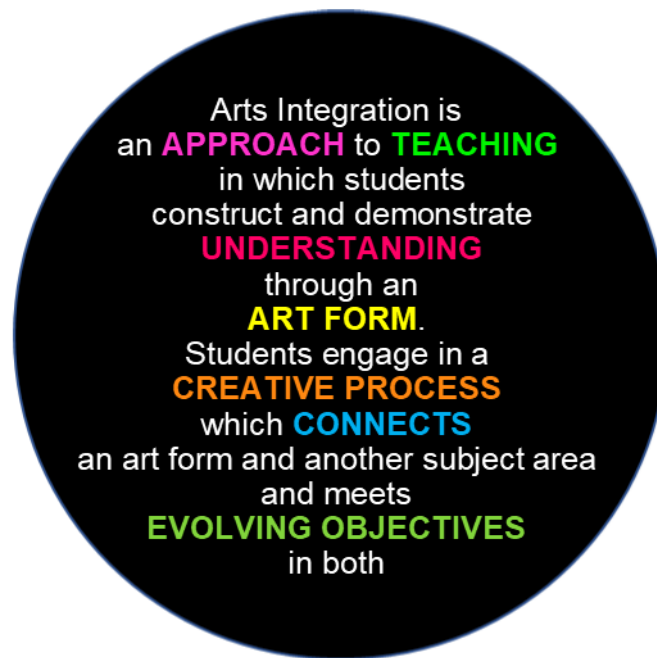 Arts Integration is
an APPROACH to TEACHING
in which students
construct and demonstrate
UNDERSTANDING
through an
ART FORM.
Students engage in a
CREATIVE PROCESS
which CONNECTS
an art form and another subject area
and meets
EVOLVING OBJECTIVES
in both